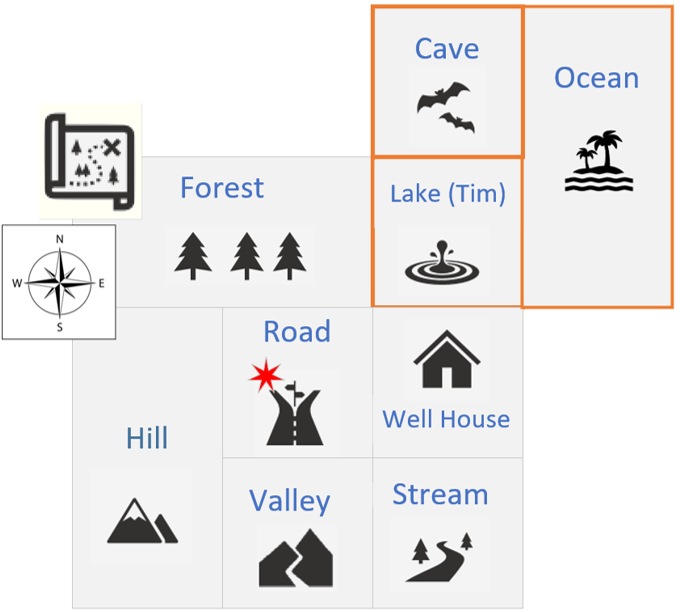 Cave
Ocean
Forest
Lake (Tim)
N
W
E
S
Road
Well House
Hill
Valley
Stream